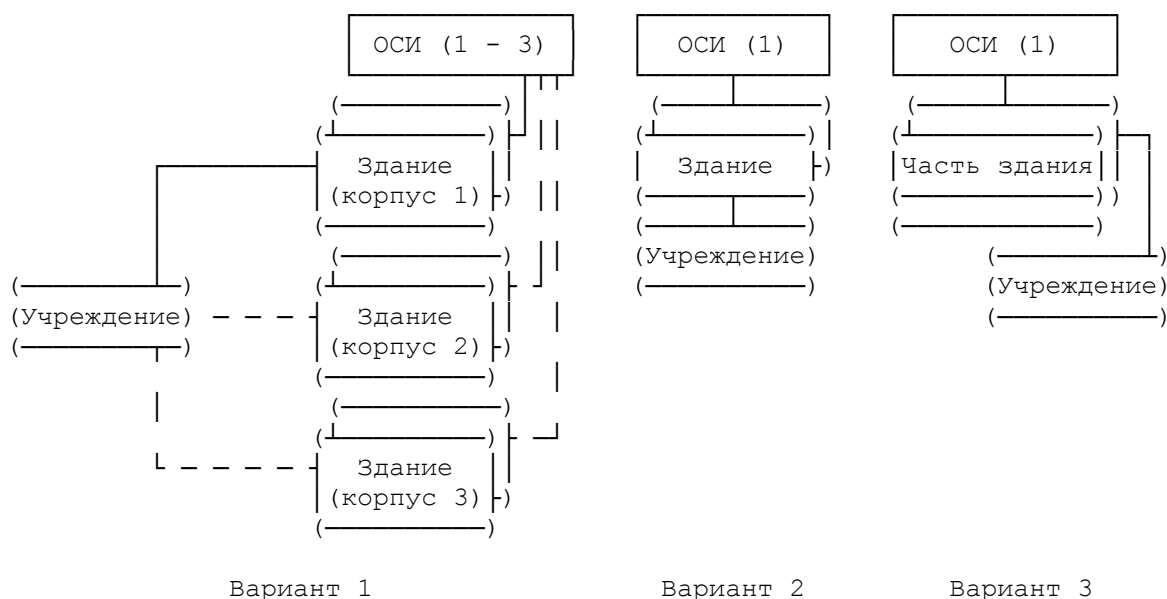 ОСИ (1 - 3) ОСИ (1) ОСИ (1)
Здание Здание Часть здания
(корпус 1)
(Учреждение)
(Учреждение) Здание (Учреждение)
(корпус 2)
Здание
(корпус 3)
Вариант 1 Вариант 2 Вариант 3